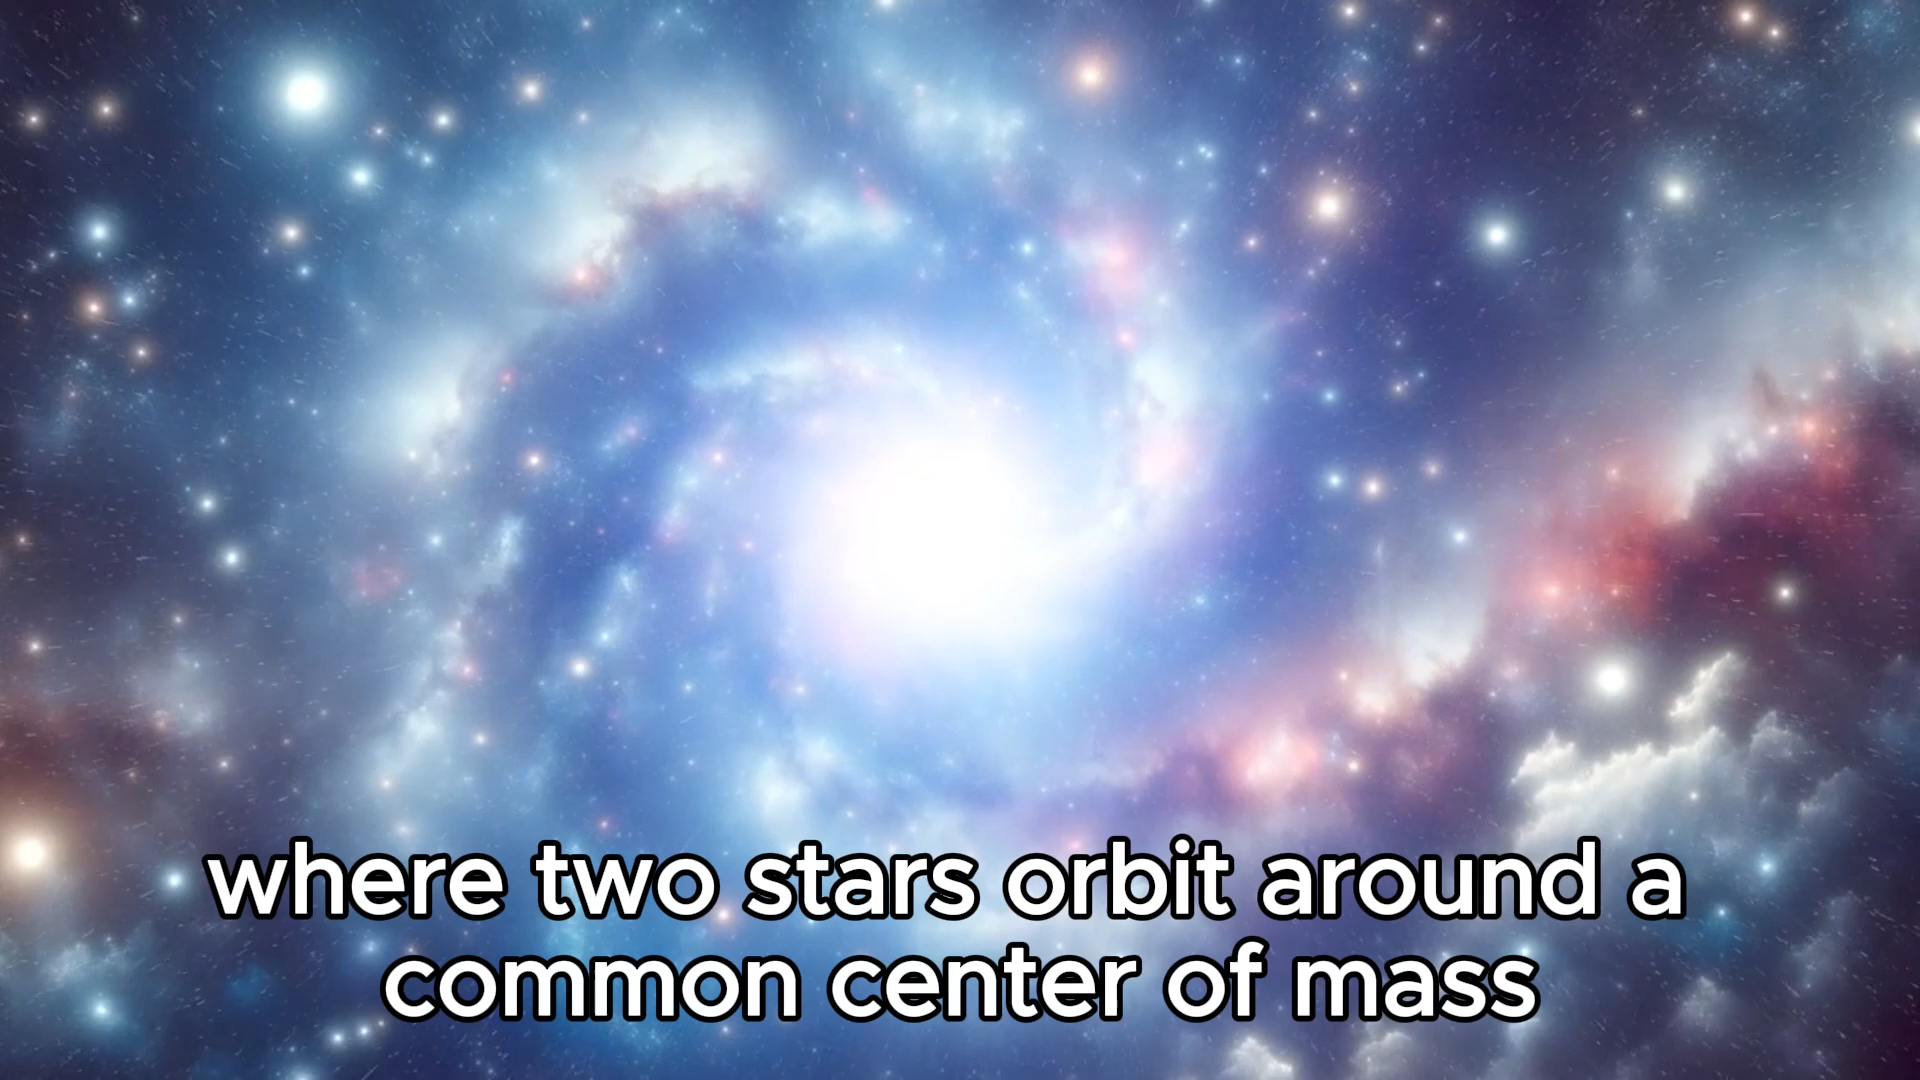 where two stars orbit around a
common center of mass